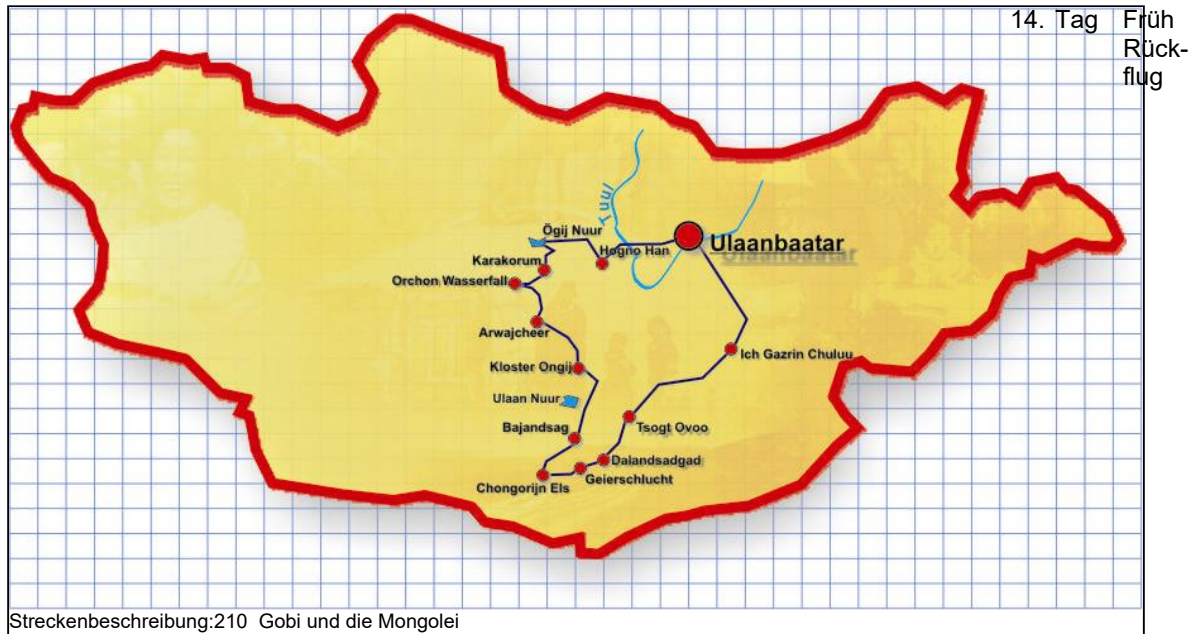 14. Tag Früh
Rück-
flug
Tuul
Ögij Nuur
Ulaanbaatar
Hogno Han
Karakorum
Orchon Wasserfall
Arwajcheer
Ich Gazrin Chuluu
Kloster Ongij
Ulaan Nuur
Bajandsag
Tsogt Ovoo
Dalandsadgad
Geierschlucht
Chongorijn Els
Streckenbeschreibung:210 Gobi und die Mongolei